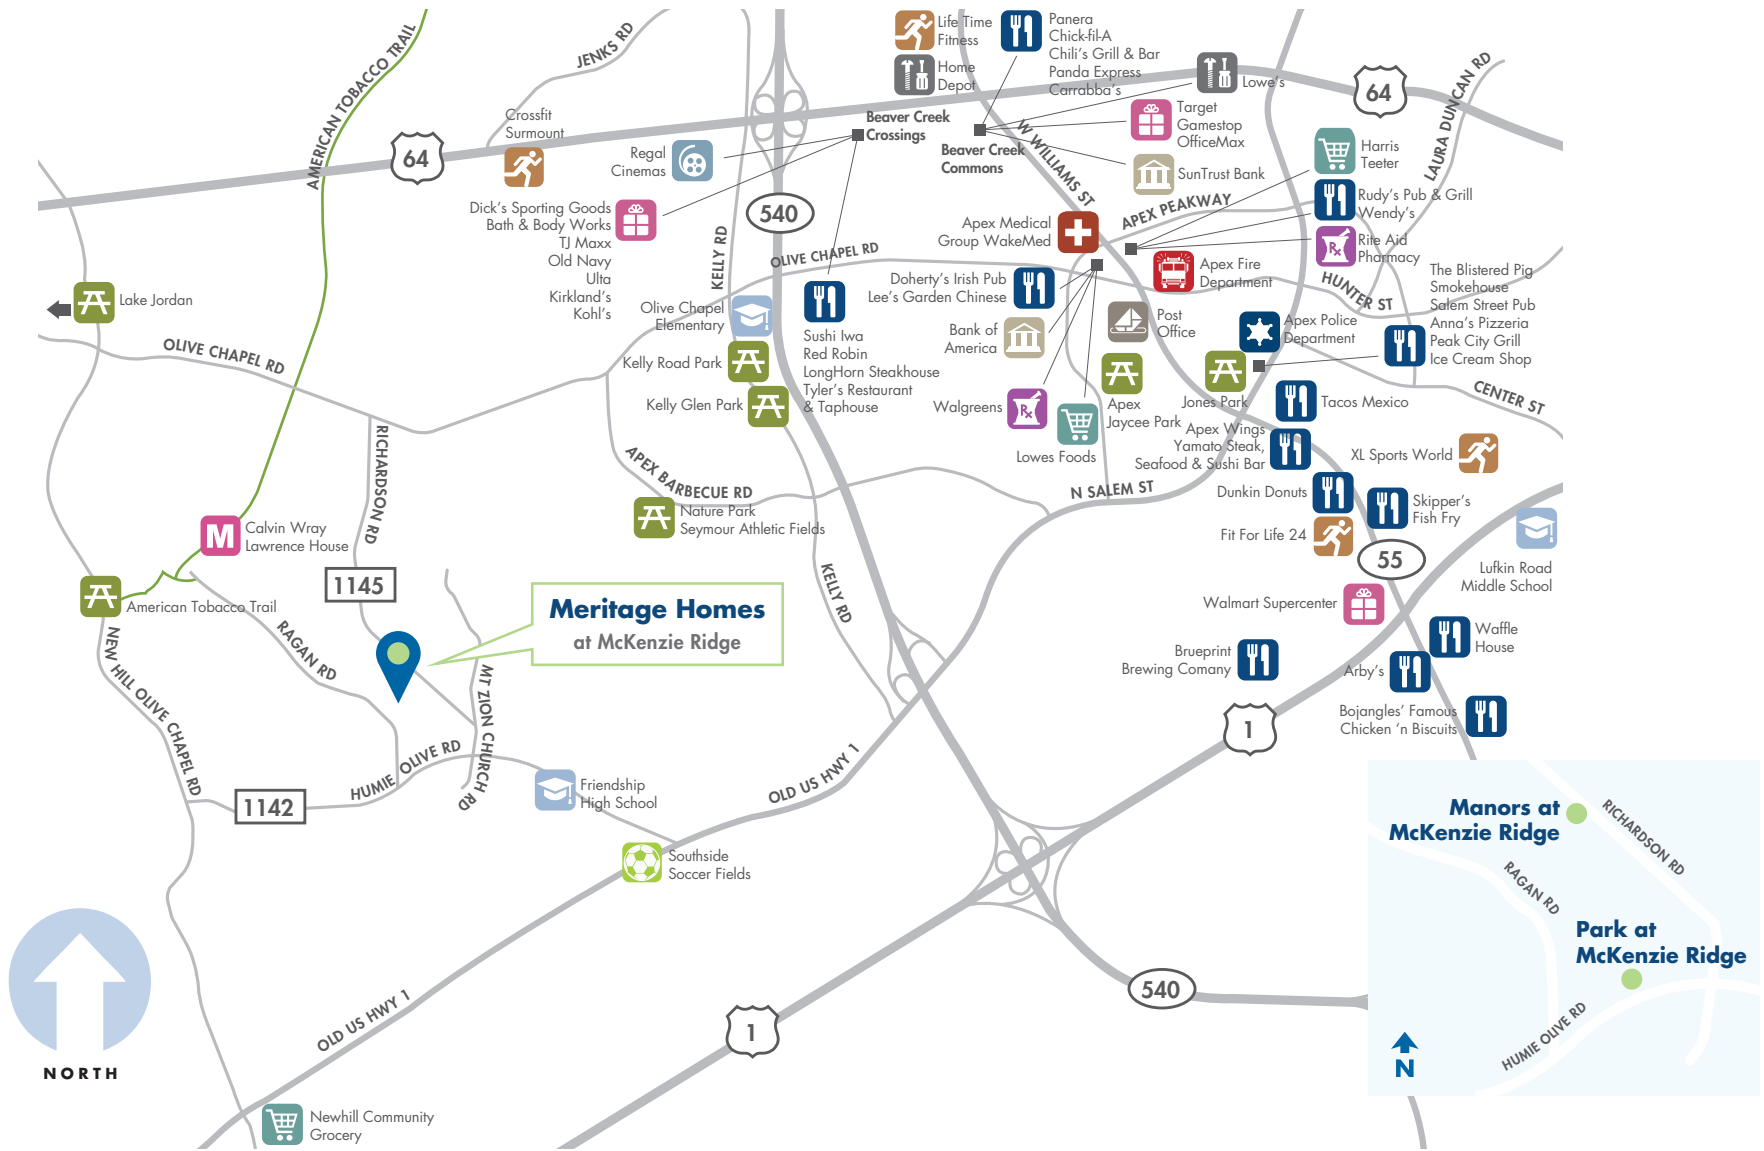 AMERICAN TOBACCO TRAIL
JENKS RD
Life Time
Fitness
Home
Depot
Panera
Chick-fil-A
Chili's Grill & Bar
Panda Express
Carrabba's
Lowe's
64
LAURA DUNCAN RD
Crossfit
Surmount
64
Regal
Cinemas
Beaver Creek
Crossings
Beaver Creek
Commons
W WILLIAMS ST
Target
Gamestop
OfficeMax
SunTrust Bank
Harris
Teeter
Rudy's Pub & Grill
Wendy's
Rx
Rite Aid
Pharmacy
Dick's Sporting Goods
Bath & Body Works
TJ Maxx
Old Navy
Ulta
Kirkland's
Kohl's
540
KELLY RD
OLIVE CHAPEL RD
Apex Medical
Group WakeMed
APEX PEAKWAY
Apex Fire
Department
HUNTER ST
The Blistered Pig
Smokehouse
Salem Street Pub
Anna's Pizzeria
Peak City Grill
Ice Cream Shop
Lake Jordan
OLIVE CHAPEL RD
Olive Chapel
Elementary
Kelly Road Park
Kelly Glen Park
Sushi Iwa
Red Robin
LongHorn Steakhouse
Tyler's Restaurant
& Taphouse
Doherty's Irish Pub
Lee's Garden Chinese
Bank of
America
Walgreens
Rx
Lowes Foods
Post
Office
Apex
Jaycee Park
Apex Police
Department
Jones Park
Tacos Mexico
CENTER ST
Apex Wings
Yamato Steak,
Seafood & Sushi Bar
XL Sports World
Dunkin Donuts
Skipper's
Fish Fry
Fit For Life 24
55
Lufkin Road
Middle School
RICHARDSON RD
APEX BARBECUE RD
Nature Park
Seymour Athletic Fields
N SALEM ST
M
Calvin Wray
Lawrence House
1145
American Tobacco Trail
NEW HILL OLIVE CHAPEL RD
RAGAN RD
Meritage Homes
at McKenzie Ridge
MT ZION CHURCH RD
KELLY RD
Walmart Supercenter
Waffle
House
Brueprint
Brewing Comany
Arby's
Bojangles' Famous
Chicken 'n Biscuits
1
HUMIE OLIVE RD
1142
Friendship
High School
OLD US HWY 1
Southside
Soccer Fields
NORTH
OLD US HWY 1
1
540
Newhill Community
Grocery
Manors at
McKenzie Ridge
RICHARDSON RD
RAGAN RD
Park at
McKenzie Ridge
HUMIE OLIVE RD
N